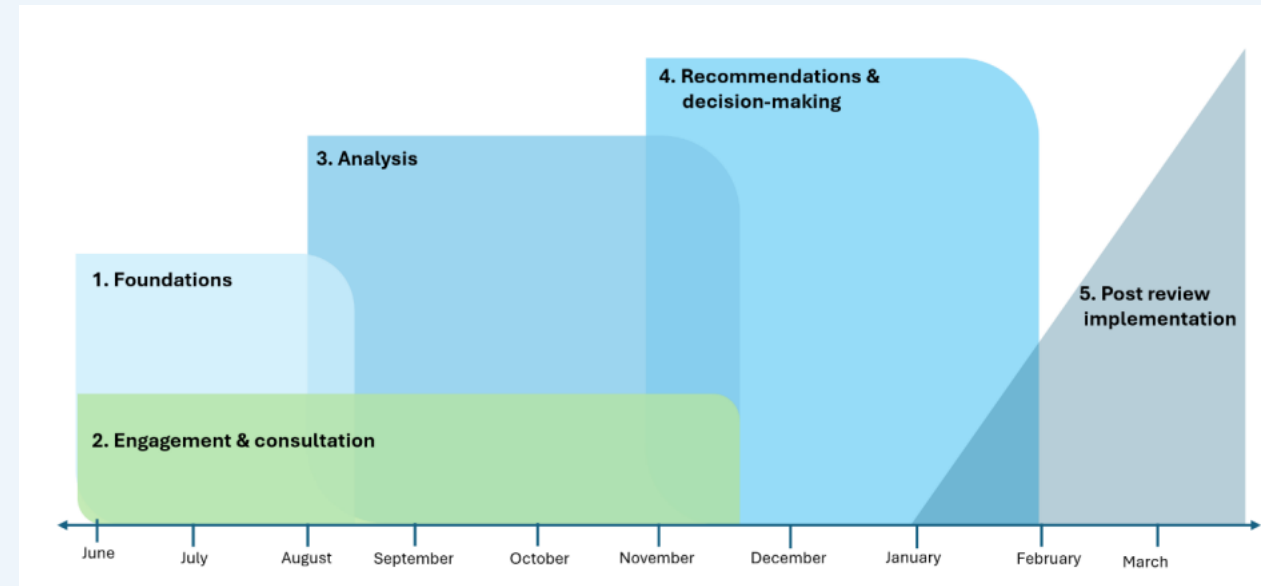 4. Recommendations &
decision-making
3. Analysis
1. Foundations
5. Post review
implementation
2. Engagement & consultation
June
July
August
September
October
November
December
January
February
March